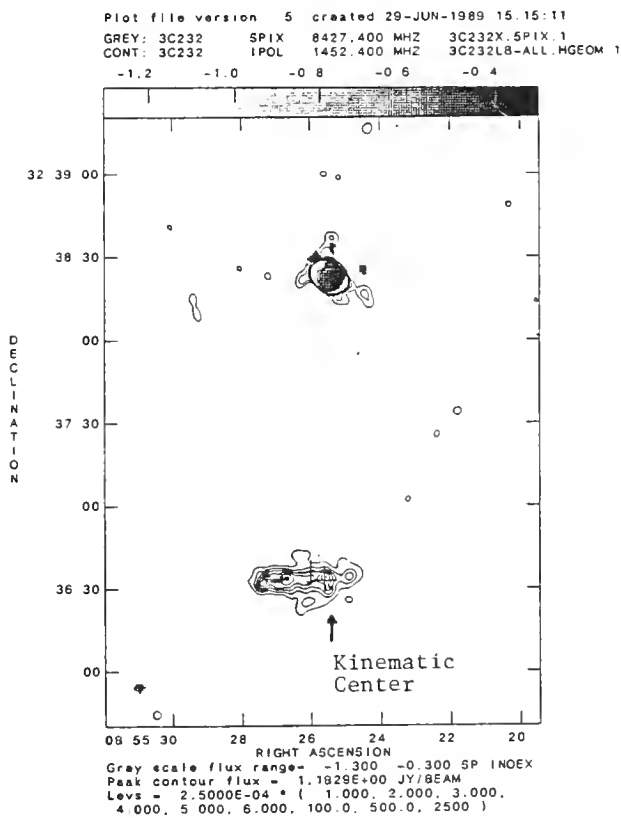 Plot file version 5 created 29-JUN-1989 15.15:11
GREY: 3C232 SPIX 8427.400 MHZ 3C232X.SPIX.1
CONT: 3C232 IPOL 1452.400 MHZ 3C232L8-ALL.HGEOM 1
-1.2 -1.0 -0 8 -0 6 -0 4
32 39 00
38 30
00
37 30
00
36 30
00
DECLINATION
Kinematic
Center
08 55 30 28 26 24 22 20
RIGHT ASCENSION
Gray scale flux range= -1.300 -0.300 SP INDEX
Peak contour flux = 1.1829E+00 JY/BEAM
Levs = 2.5000E-04 * ( 1.000, 2.000, 3.000,
4.000, 5 000, 6.000, 100.0, 500.0, 2500 )